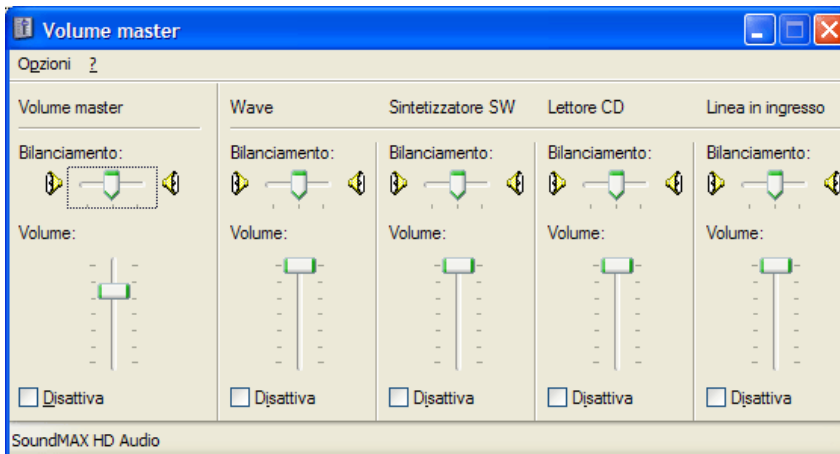 Volume master
Opzioni ?
Volume master Wave Sintetizzatore SW Lettore CD Linea in ingresso
Bilanciamento: Bilanciamento: Bilanciamento: Bilanciamento: Bilanciamento:
Volume: Volume: Volume: Volume: Volume:
Disattiva Disattiva Disattiva Disattiva Disattiva
SoundMAX HD Audio